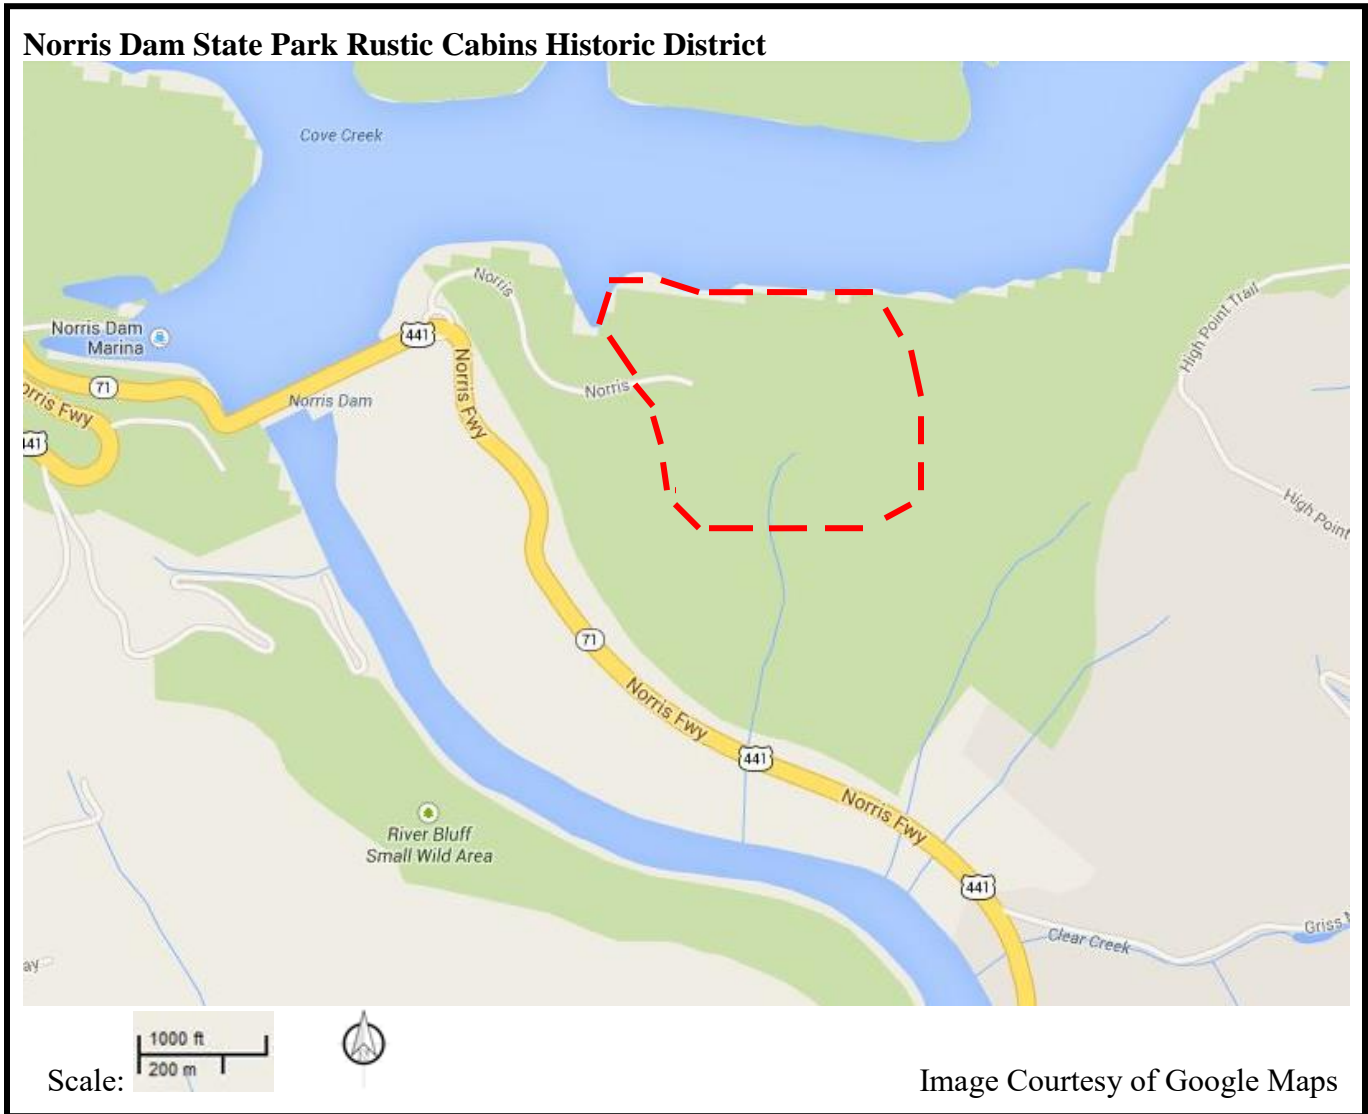 Norris Dam State Park Rustic Cabins Historic District
Cove Creek
Norris
Norris Dam
Marina
441
High Point Trail
71
Norris Dam
Norris Fwy
Norris
orris Fwy
441
High Point
71
Norris Fwy
441
Norris Fwy
River Bluff
Small Wild Area
441
Clear Creek
Griss
ay
1000 ft
200 m
Scale:
Image Courtesy of Google Maps